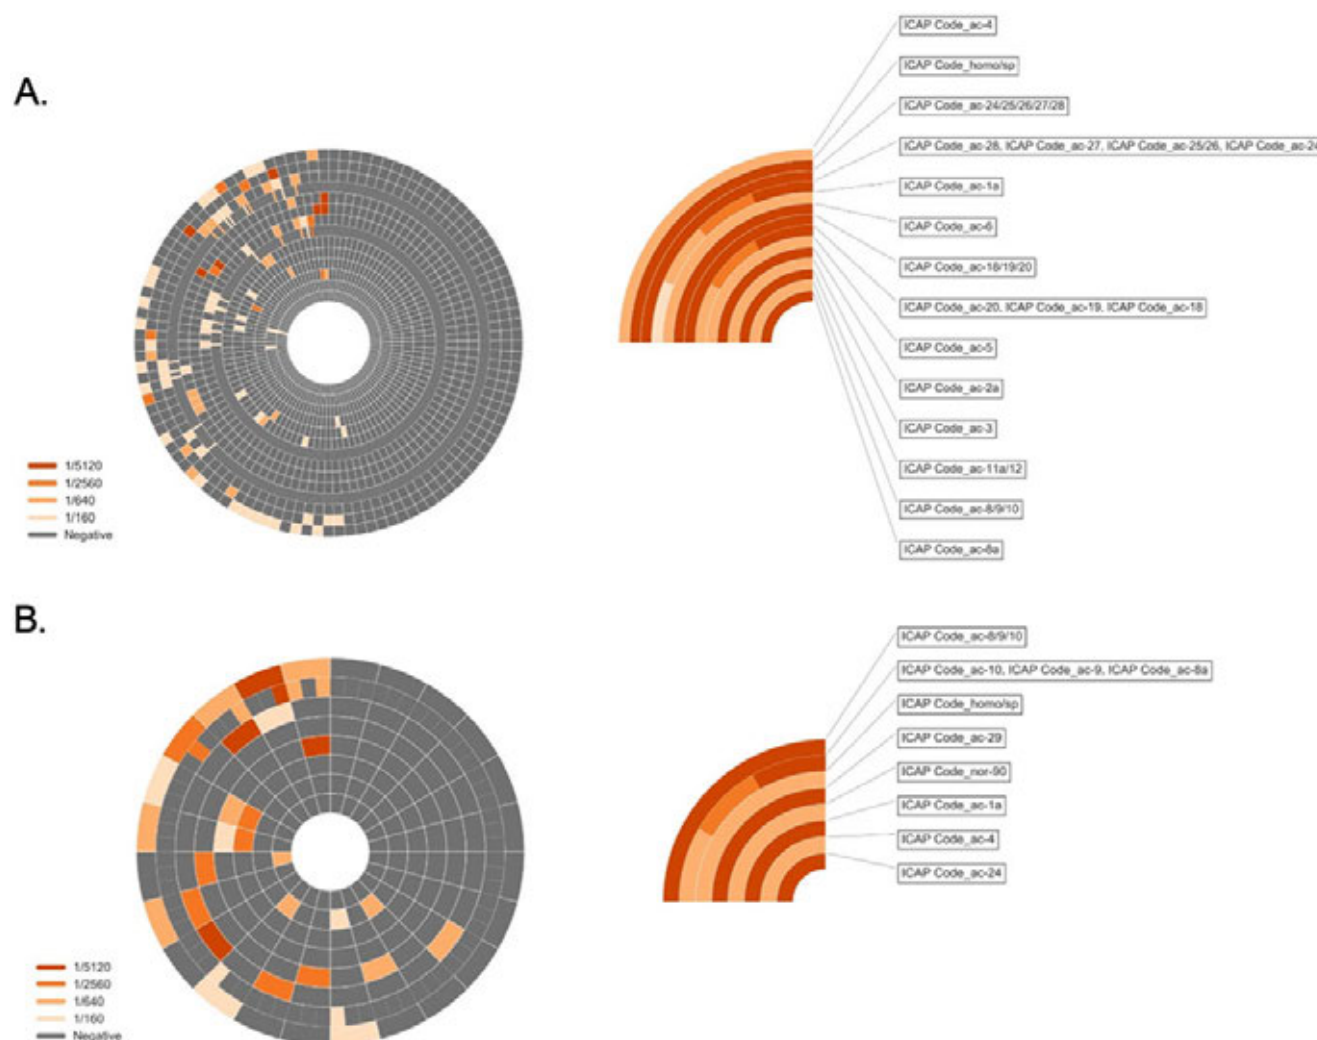 A.
ICAP Code_ac-4
ICAP Code_homo/sp
ICAP Code_ac-24/25/26/27/28
ICAP Code_ac-28, ICAP Code_ac-27, ICAP Code_ac-25/26, ICAP Code_ac-24
ICAP Code_ac-1a
ICAP Code_ac-6
ICAP Code_ac-18/19/20
ICAP Code_ac-20, ICAP Code_ac-19, ICAP Code_ac-18
ICAP Code_ac-5
ICAP Code_ac-2a
ICAP Code_ac-3
ICAP Code_ac-11a/12
ICAP Code_ac-8/9/10
ICAP Code_ac-8a
1/5120
1/2560
1/640
1/160
Negative
B.
ICAP Code_ac-8/9/10
ICAP Code_ac-10, ICAP Code_ac-9, ICAP Code_ac-8a
ICAP Code_homo/sp
ICAP Code_ac-29
ICAP Code_nor-90
ICAP Code_ac-1a
ICAP Code_ac-4
ICAP Code_ac-24
1/5120
1/2560
1/640
1/160
Negative